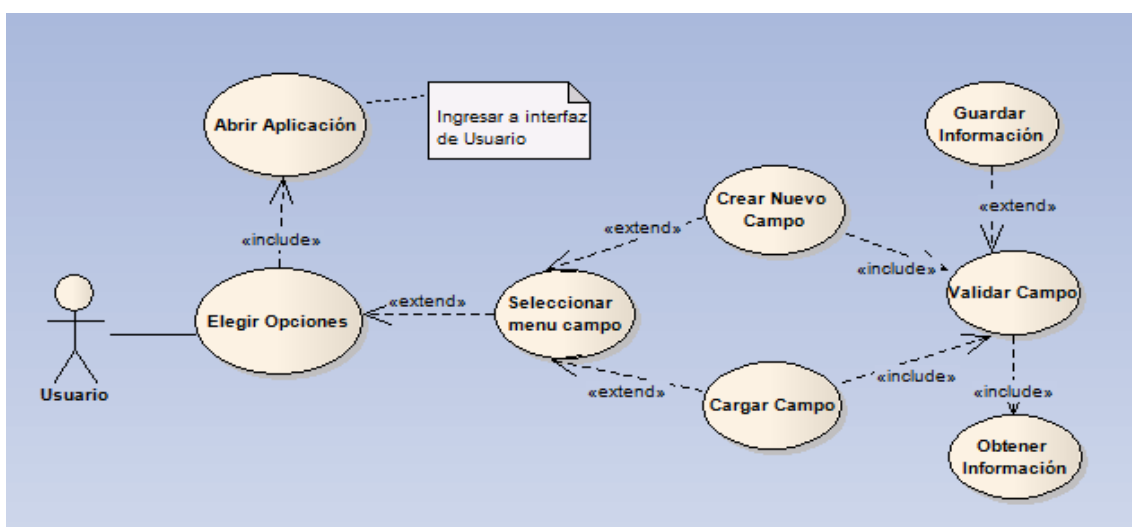 Abrir Aplicación
Ingresar a interfaz
de Usuario
Guardar
Información
Crear Nuevo
Campo
«extend»
«extend»
«include»
«include»
Usuario
Elegir Opciones
«extend»
Seleccionar
menu campo
Validar Campo
«extend»
Cargar Campo
«include»
«include»
Obtener
Información